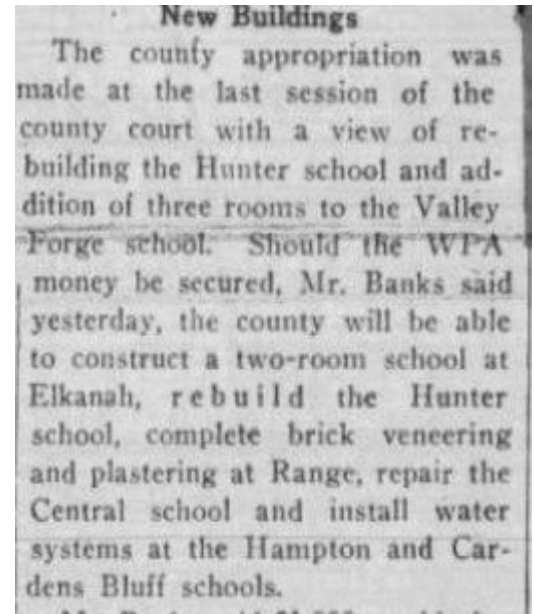 New Buildings
The county appropriation was
made at the last session of the
county court with a view of re-
building the Hunter school and ad-
dition of three rooms to the Valley
Forge school. Should the WPA
money be secured, Mr. Banks said
yesterday, the county will be able
to construct a two-room school at
Elkanah, rebuild the Hunter
school, complete brick veneering
and plastering at Range, repair the
Central school and install water
systems at the Hampton and Car-
dens Bluff schools.